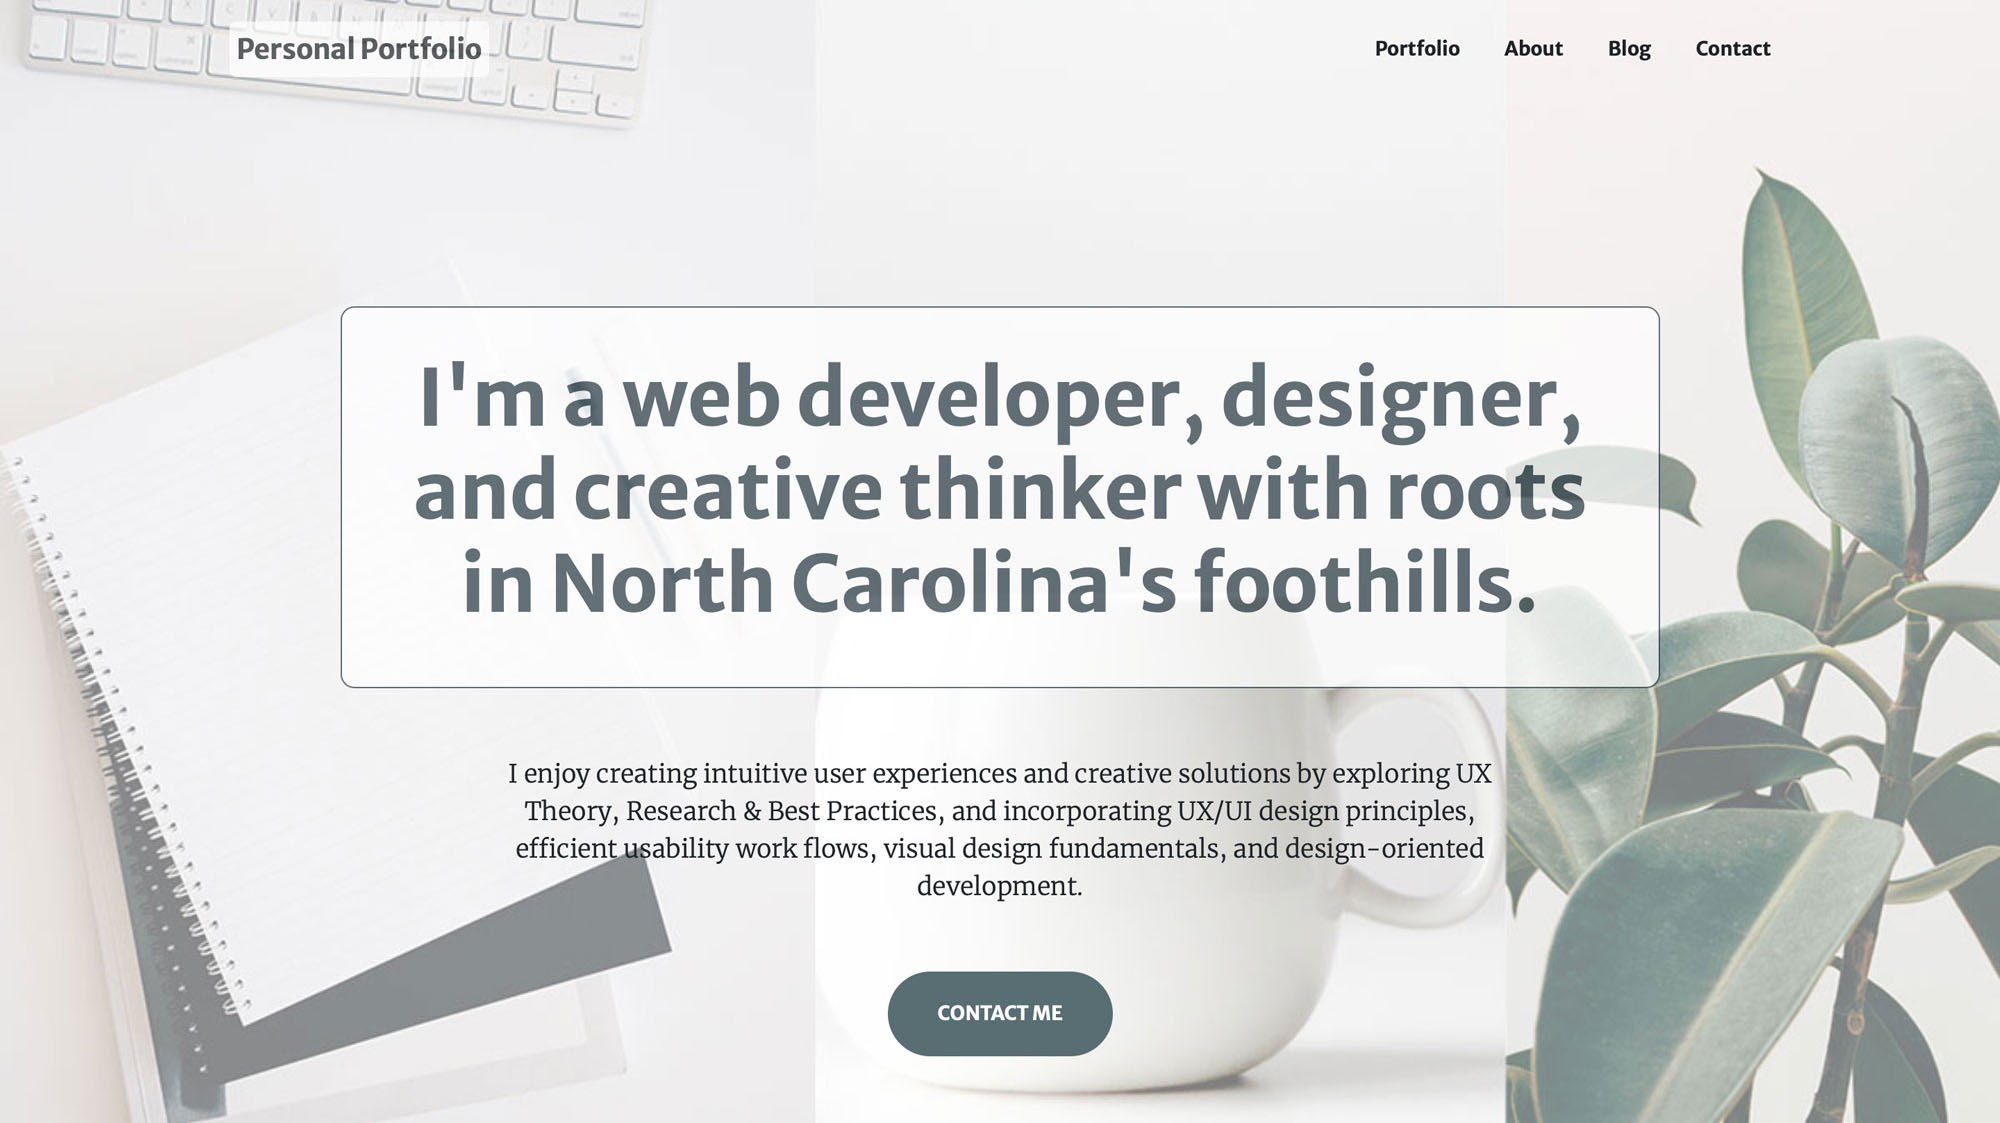 Personal Portfolio
Portfolio About Blog Contact
I'm a web developer, designer,
and creative thinker with roots
in North Carolina's foothills.
I enjoy creating intuitive user experiences and creative solutions by exploring UX
Theory, Research & Best Practices, and incorporating UX/UI design principles,
efficient usability work flows, visual design fundamentals, and design-oriented
development.
CONTACT ME